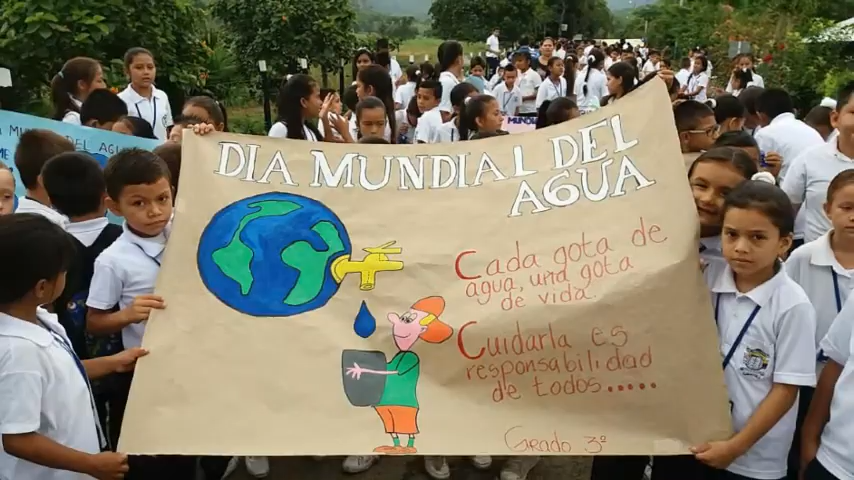 DIA MUNDIAL DEL
AGUA
Cada gota de
agua, una gota
de vida.
Cuidarla es
responsabilidad
de todos......
Grado 3º